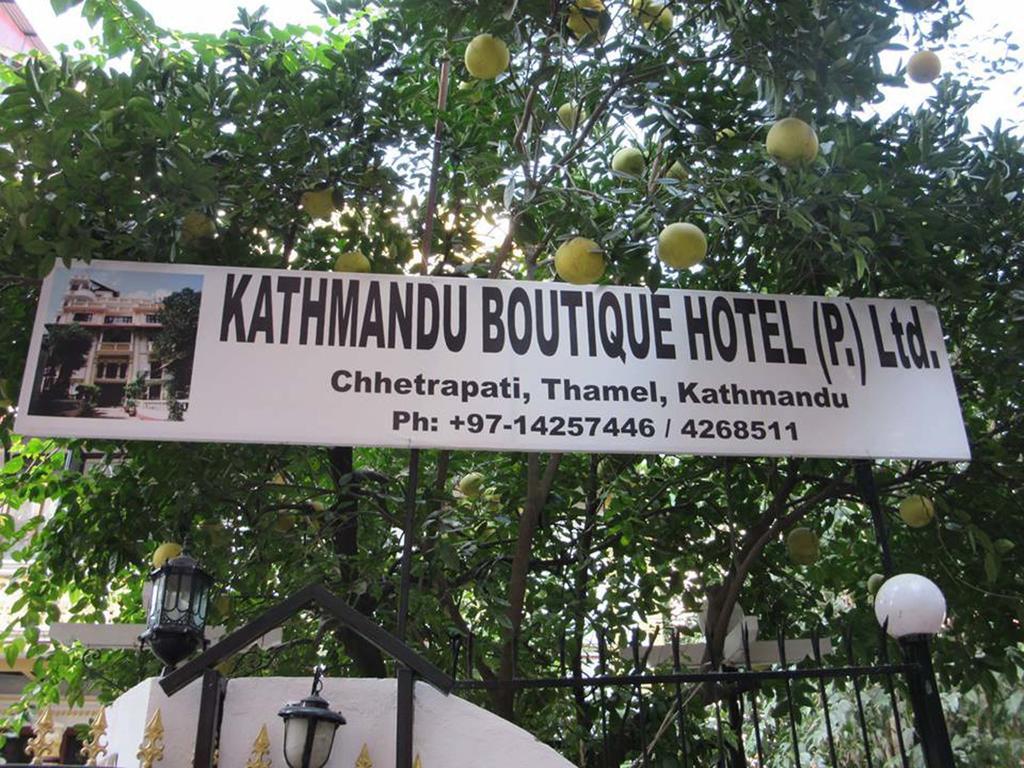 KATHMANDU BOUTIQUE HOTEL (P.) Ltd.
Chhetrapati, Thamel, Kathmandu
Ph: +97-14257446 / 4268511